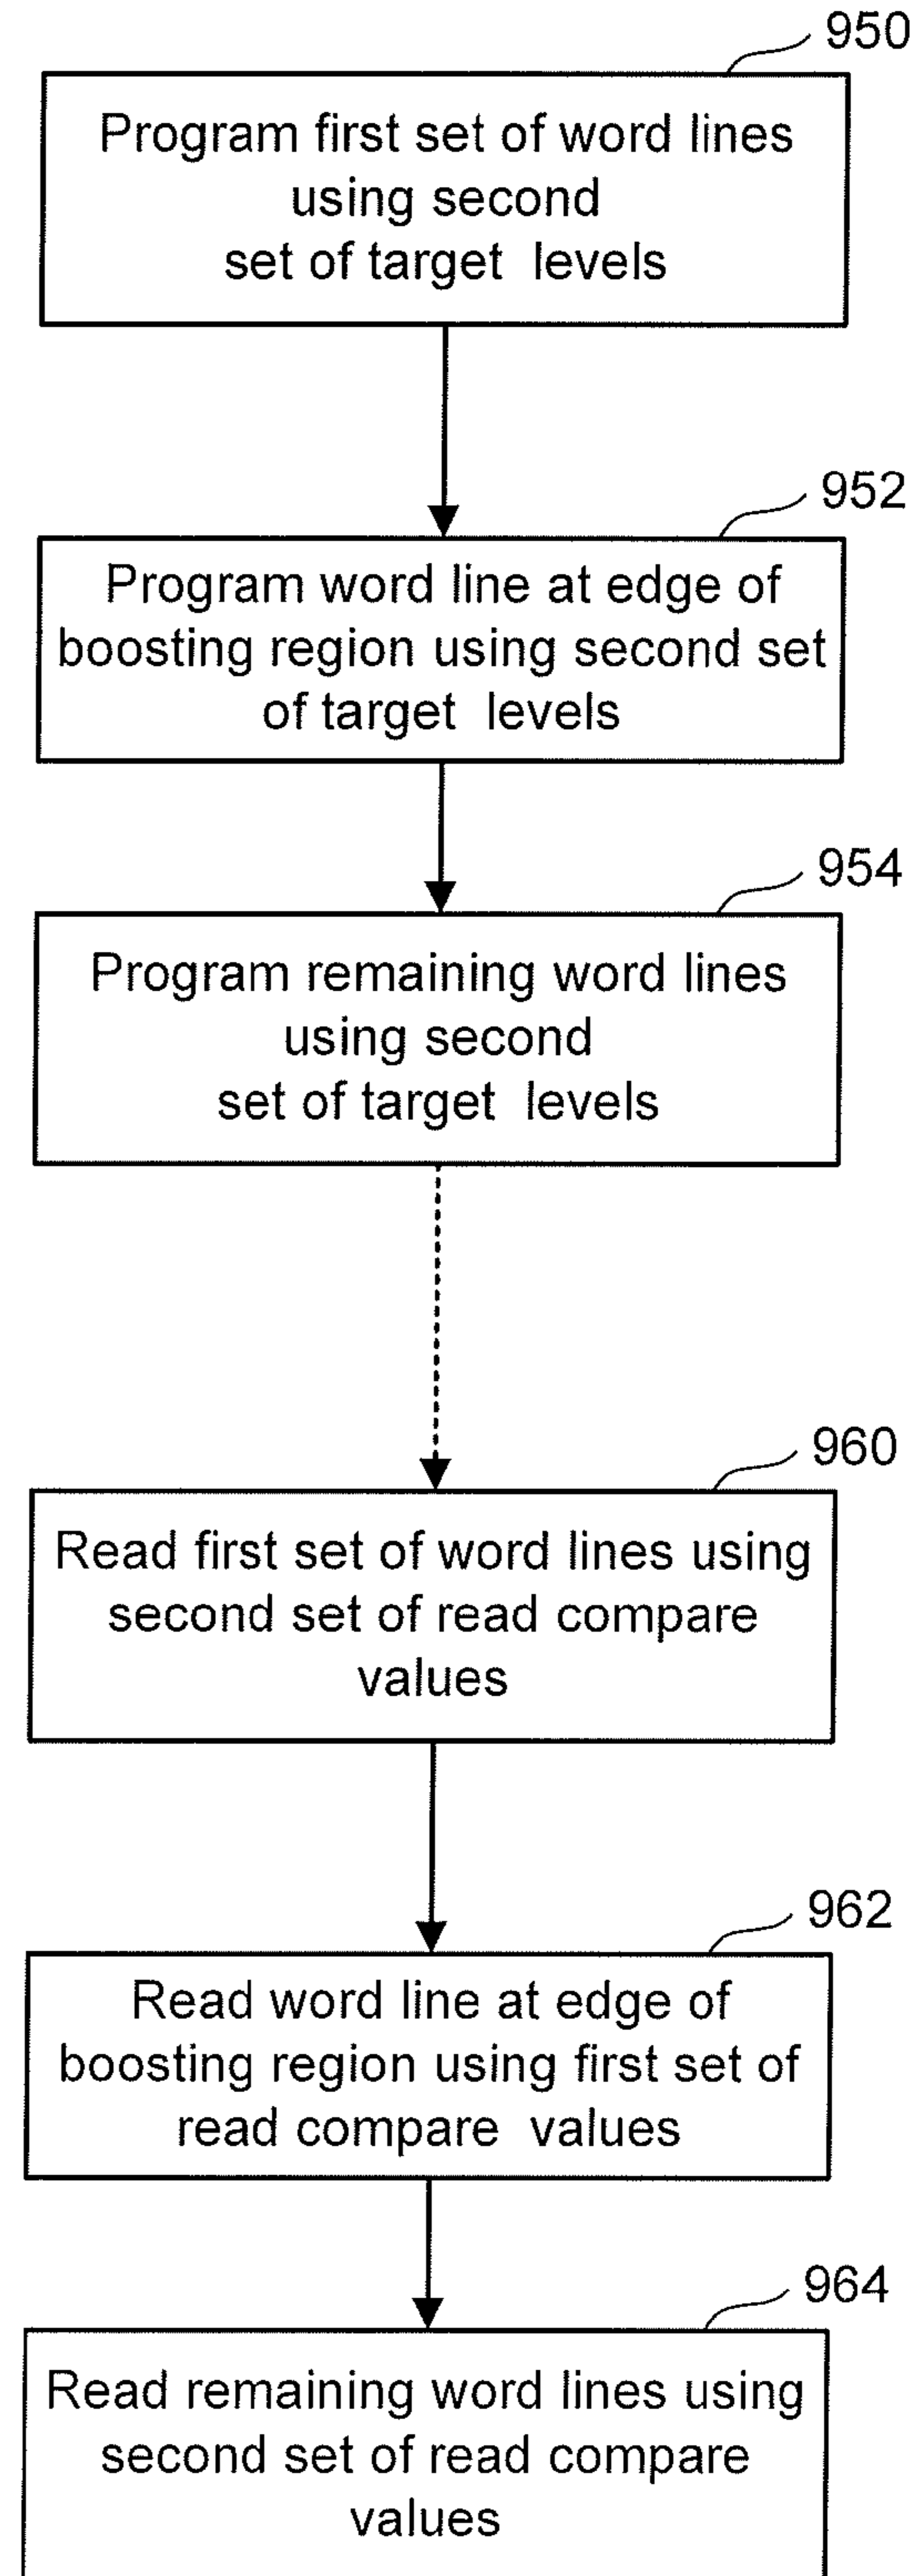 950
Program first set of word lines
using second
set of target levels
952
Program word line at edge of
boosting region using second set
of target levels
954
Program remaining word lines
using second
set of target levels
960
Read first set of word lines using
second set of read compare
values
962
Read word line at edge of
boosting region using first set of
read compare values
964
Read remaining word lines using
second set of read compare
values